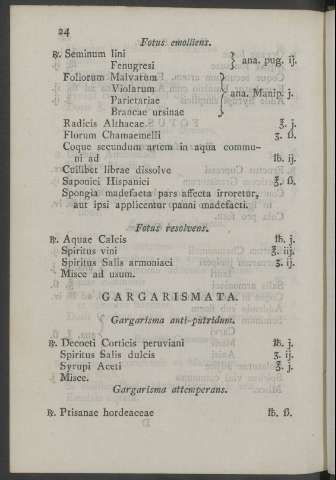 24
Fotus emolliens.
℞. Seminum lini
Fenugresi } ana. pug. ij.
Foliorum Malvarum
Violarum
Parietariae } ana. Manip. j.
Brancae ursinae
Radicis Althaeae ℥. j.
Florum Chamaemelli ʒ. ß.
Coque secundum artem in aqua commu-
ni ad ℔. ij.
Cuilibet librae dissolve
Saponici Hispanici ℥. ß.
Spongia madefacta pars affecta irroretur,
aut ipsi applicentur panni madefacti.
Fotus resolvens.
℞. Aquae Calcis ℔. j.
Spiritus vini ℥. iij.
Spiritus Salis armoniaci ʒ. ij.
Misce ad usum.
GARGARISMATA.
Gargarisma anti-putridum.
℞. Decocti Corticis peruviani ℔. j.
Spiritus Salis dulcis ʒ. ij.
Syrupi Aceti ℥. j.
Misce.
Gargarisma attemperans.
℞. Ptisanae hordeaceae ℔. ß.